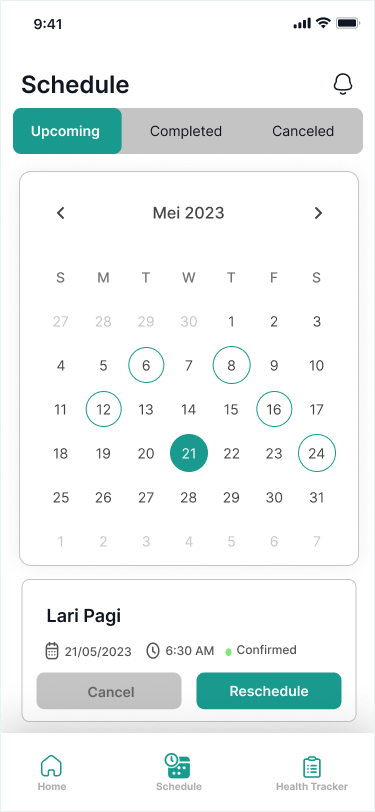 9:41
Schedule
Upcoming Completed Canceled
Mei 2023
S M T W T F S
27 28 29 30 1 2 3
4 5 6 7 8 9 10
11 12 13 14 15 16 17
18 19 20 21 22 23 24
25 26 27 28 29 30 31
1 2 3 4 5 6 7
Lari Pagi
21/05/2023 6:30 AM Confirmed
Cancel Reschedule
Home Schedule Health Tracker